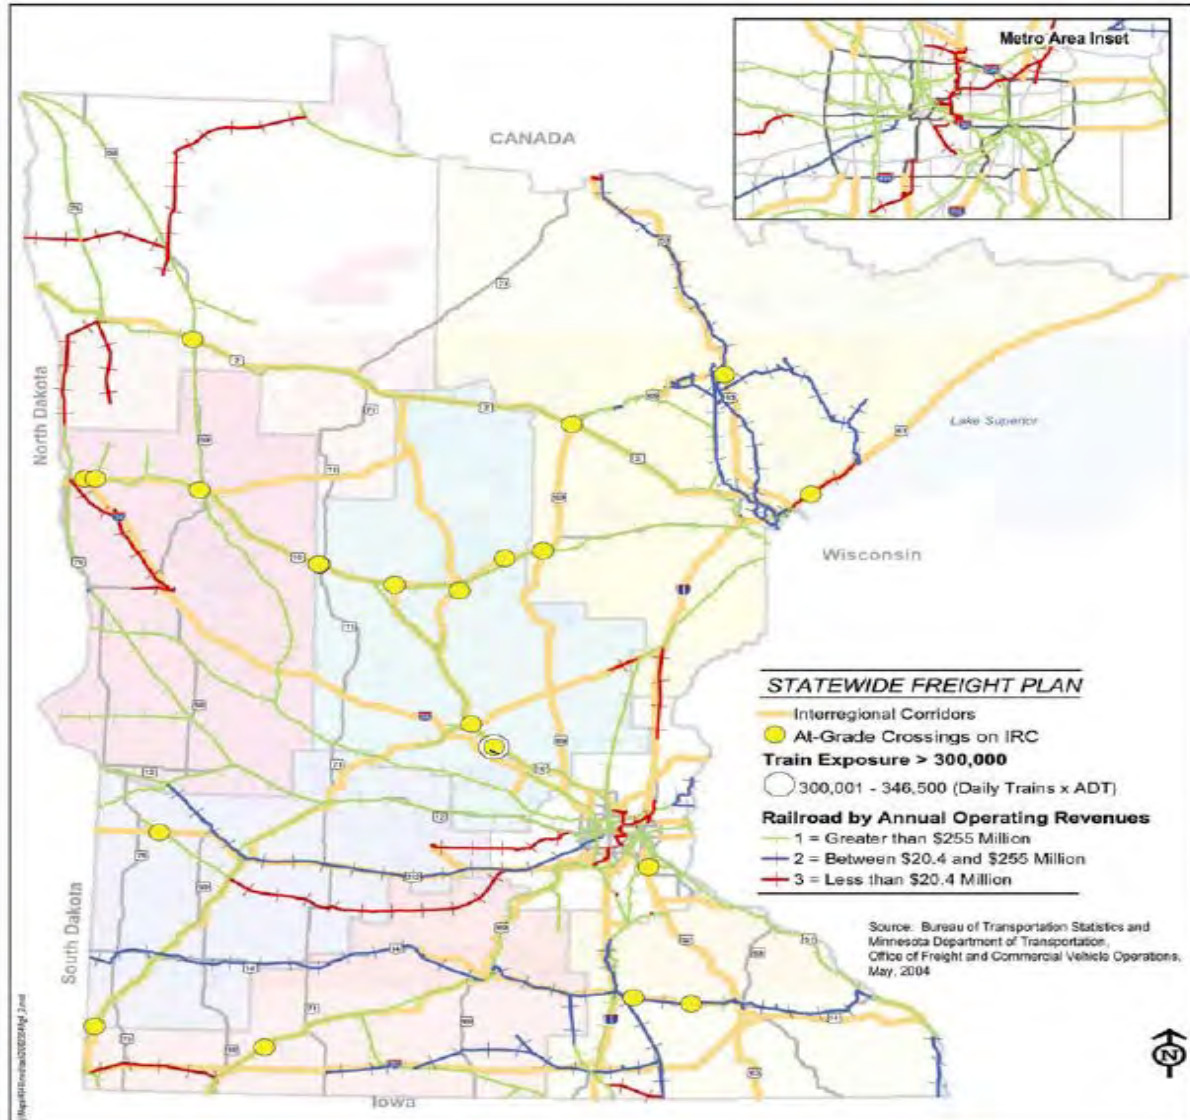 Metro Area Inset
CANADA
North Dakota
Lake Superior
Wisconsin
South Dakota
Iowa
STATEWIDE FREIGHT PLAN
Interregional Corridors
At-Grade Crossings on IRC
Train Exposure > 300,000
300,001 - 346,500 (Daily Trains x ADT)
Railroad by Annual Operating Revenues
1 = Greater than $255 Million
2 = Between $20.4 and $255 Million
3 = Less than $20.4 Million
Source: Bureau of Transportation Statistics and
Minnesota Department of Transportation,
Office of Freight and Commercial Vehicle Operations,
May, 2004
N